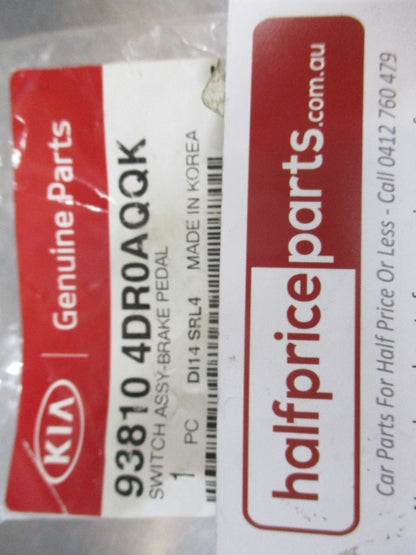 KIA Genuine Parts
93810 4DR0AQQK
SWITCH ASSY-BRAKE PEDAL
1 PC DI14 SRL4 MADE IN KOREA
halfpriceparts.com.au
Car Parts For Half Price Or Less - Call 0412 760 479